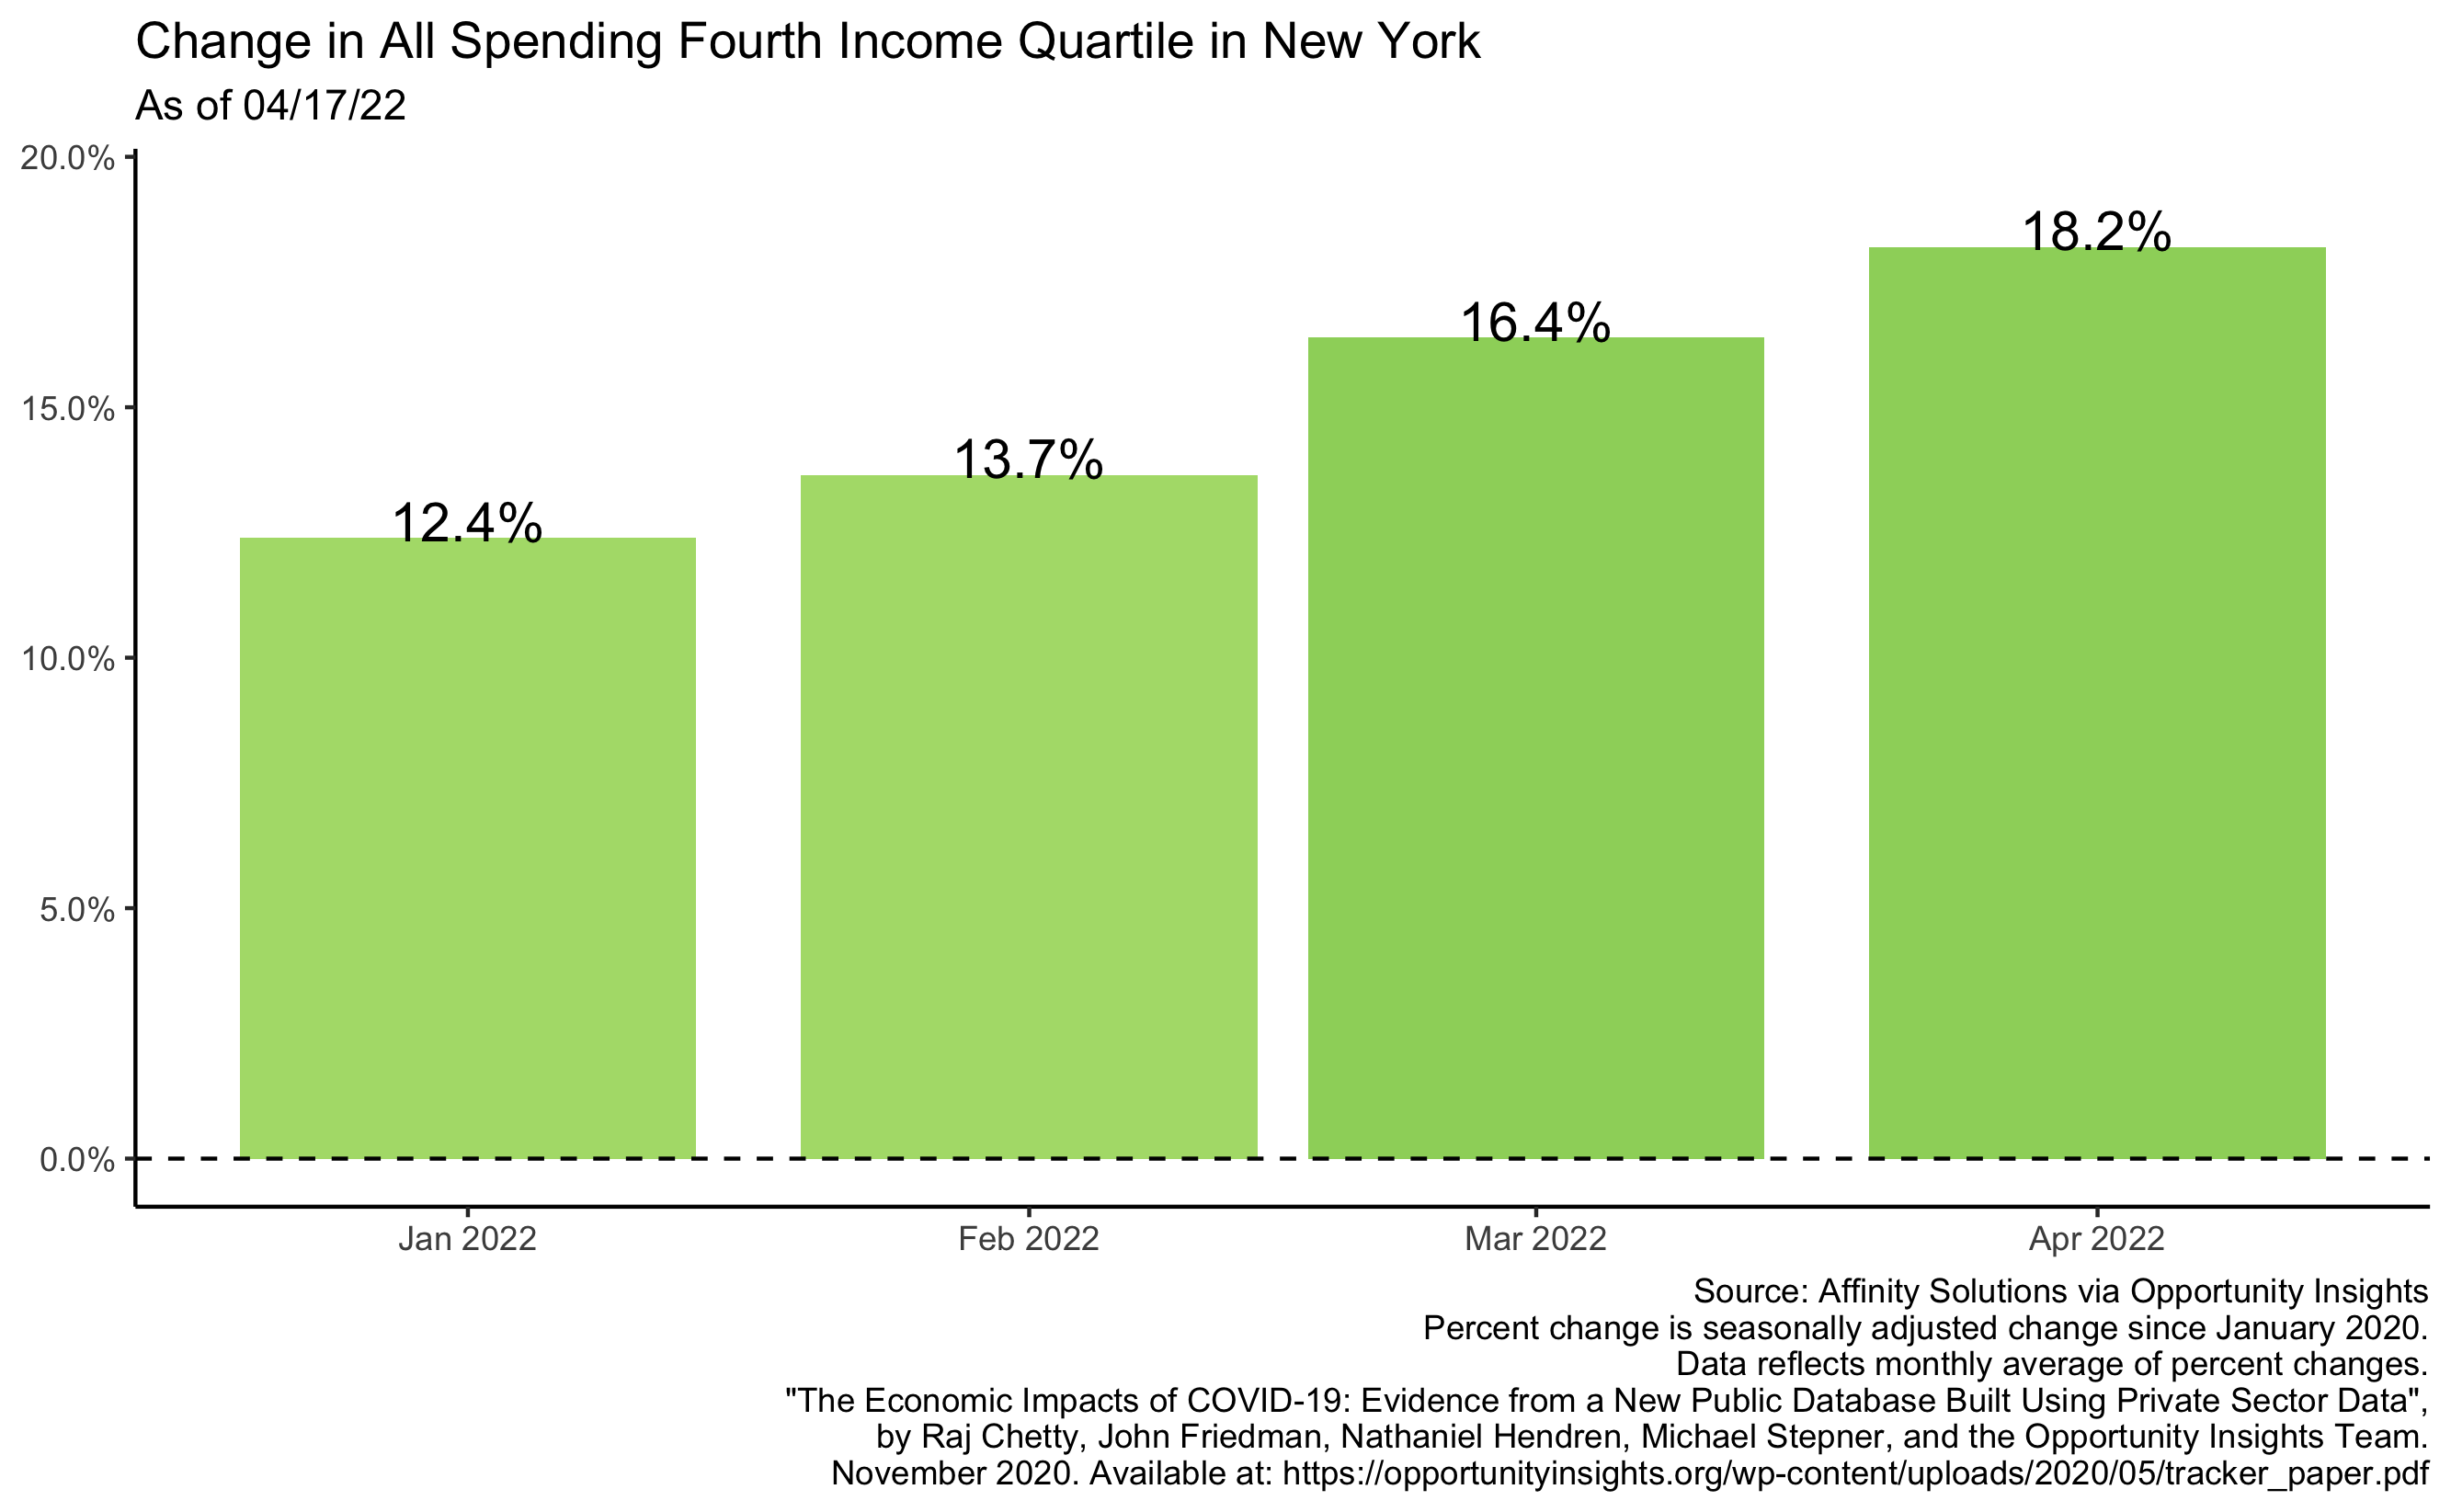 Change in All Spending Fourth Income Quartile in New York
As of 04/17/22
20.0%
15.0%
10.0%
5.0%
0.0%
12.4%
13.7%
16.4%
18.2%
Jan 2022
Feb 2022
Mar 2022
Apr 2022
Source: Affinity Solutions via Opportunity Insights
Percent change is seasonally adjusted change since January 2020.
Data reflects monthly average of percent changes.
"The Economic Impacts of COVID-19: Evidence from a New Public Database Built Using Private Sector Data",
by Raj Chetty, John Friedman, Nathaniel Hendren, Michael Stepner, and the Opportunity Insights Team.
November 2020. Available at: https://opportunityinsights.org/wp-content/uploads/2020/05/tracker_paper.pdf